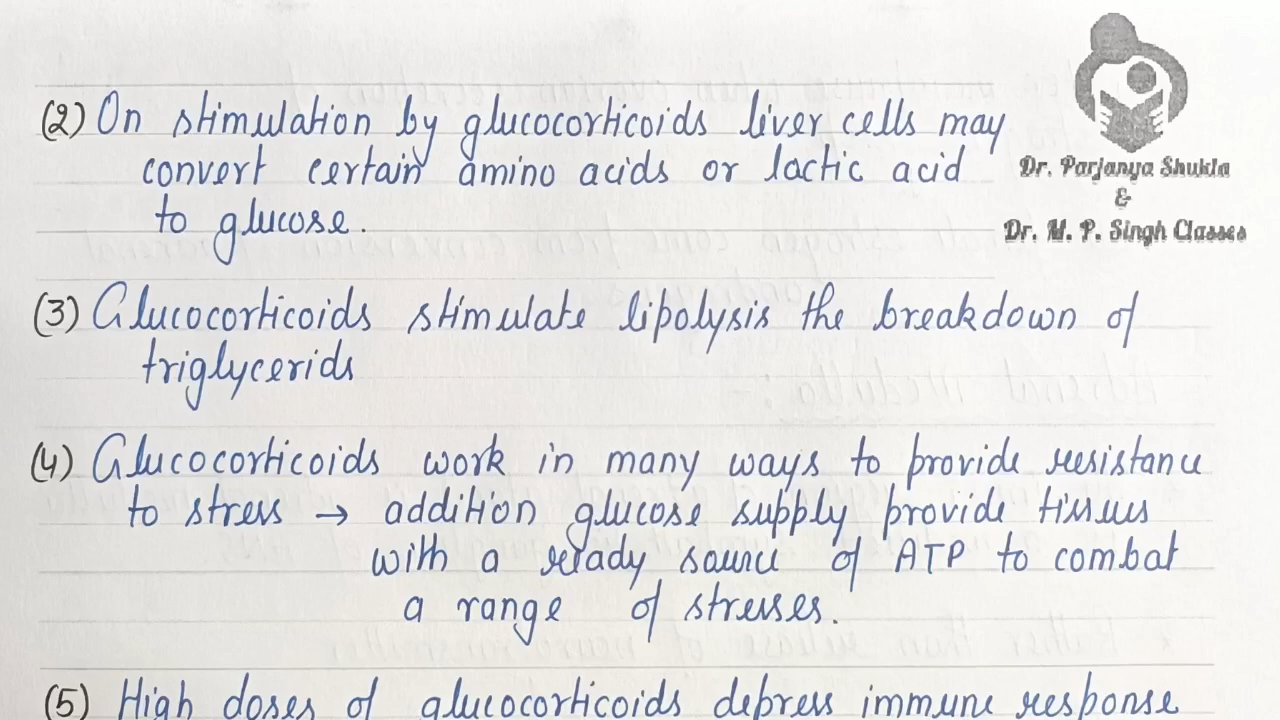 Dr. Parjanya Shukla
&
Dr. M. P. Singh Classes
(2) On stimulation by glucocorticoids liver cells may
convert certain amino acids or lactic acid
to glucose.
(3) Glucocorticoids stimulate lipolysis the breakdown of
triglycerids
(4) Glucocorticoids work in many ways to provide resistance
to stress → addition glucose supply provide tissues
with a ready source of ATP to combat
a range of stresses.
(5) High doses of glucocorticoids depress immune response